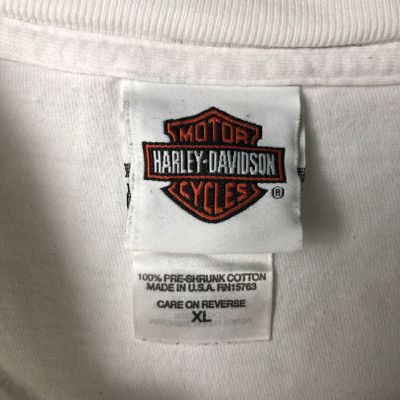 MOTOR
HARLEY-DAVIDSON
CYCLES
®
100% PRE-SHRUNK COTTON
MADE IN U.S.A. RN15763
CARE ON REVERSE
XL